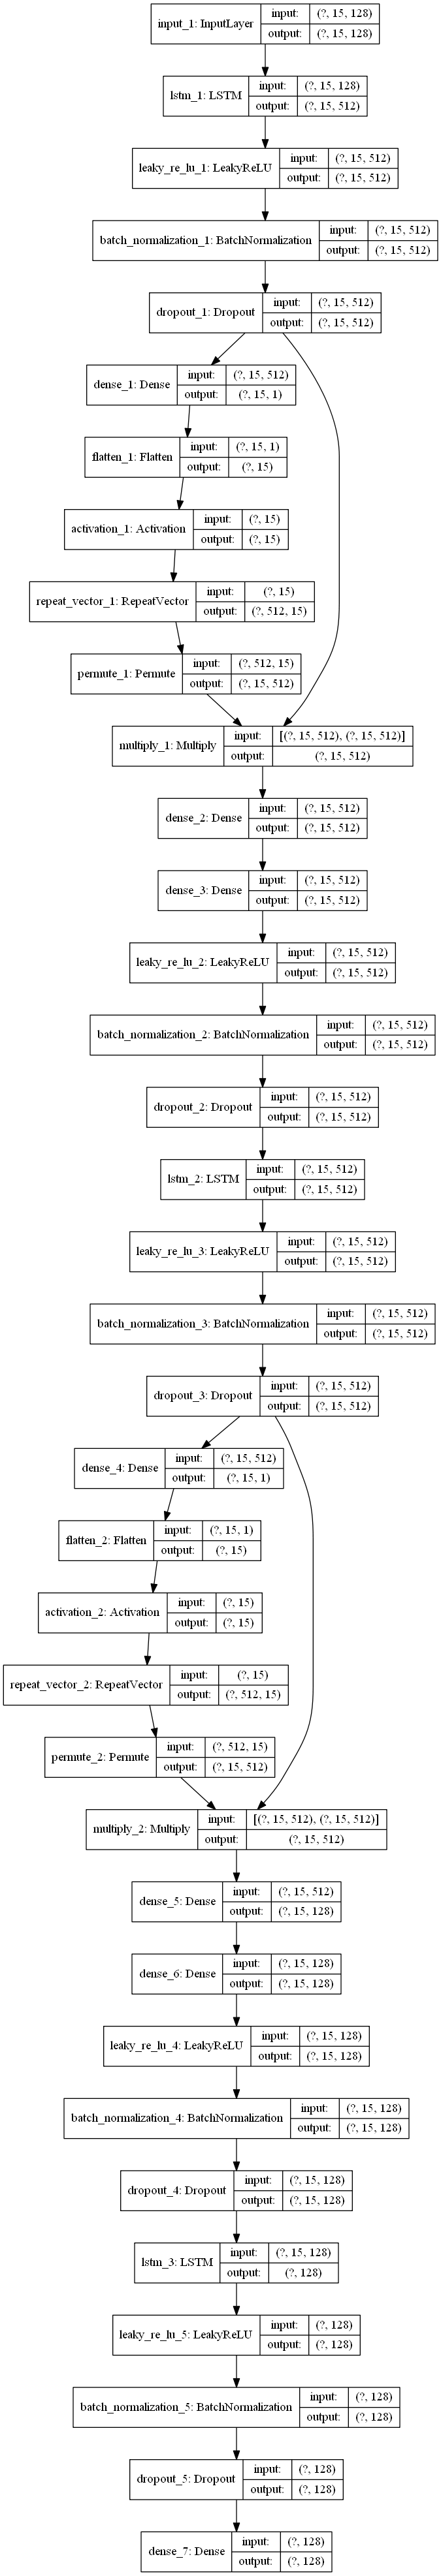 input_1: InputLayer
input: (?, 15, 128)
output: (?, 15, 128)
lstm_1: LSTM
input: (?, 15, 128)
output: (?, 15, 512)
leaky_re_lu_1: LeakyReLU
input: (?, 15, 512)
output: (?, 15, 512)
batch_normalization_1: BatchNormalization
input: (?, 15, 512)
output: (?, 15, 512)
dropout_1: Dropout
input: (?, 15, 512)
output: (?, 15, 512)
dense_1: Dense
input: (?, 15, 512)
output: (?, 15, 1)
flatten_1: Flatten
input: (?, 15, 1)
output: (?, 15)
activation_1: Activation
input: (?, 15)
output: (?, 15)
repeat_vector_1: RepeatVector
input: (?, 15)
output: (?, 512, 15)
permute_1: Permute
input: (?, 512, 15)
output: (?, 15, 512)
multiply_1: Multiply
input: [(?, 15, 512), (?, 15, 512)]
output: (?, 15, 512)
dense_2: Dense
input: (?, 15, 512)
output: (?, 15, 512)
dense_3: Dense
input: (?, 15, 512)
output: (?, 15, 512)
leaky_re_lu_2: LeakyReLU
input: (?, 15, 512)
output: (?, 15, 512)
batch_normalization_2: BatchNormalization
input: (?, 15, 512)
output: (?, 15, 512)
dropout_2: Dropout
input: (?, 15, 512)
output: (?, 15, 512)
lstm_2: LSTM
input: (?, 15, 512)
output: (?, 15, 512)
leaky_re_lu_3: LeakyReLU
input: (?, 15, 512)
output: (?, 15, 512)
batch_normalization_3: BatchNormalization
input: (?, 15, 512)
output: (?, 15, 512)
dropout_3: Dropout
input: (?, 15, 512)
output: (?, 15, 512)
dense_4: Dense
input: (?, 15, 512)
output: (?, 15, 1)
flatten_2: Flatten
input: (?, 15, 1)
output: (?, 15)
activation_2: Activation
input: (?, 15)
output: (?, 15)
repeat_vector_2: RepeatVector
input: (?, 15)
output: (?, 512, 15)
permute_2: Permute
input: (?, 512, 15)
output: (?, 15, 512)
multiply_2: Multiply
input: [(?, 15, 512), (?, 15, 512)]
output: (?, 15, 512)
dense_5: Dense
input: (?, 15, 512)
output: (?, 15, 128)
dense_6: Dense
input: (?, 15, 128)
output: (?, 15, 128)
leaky_re_lu_4: LeakyReLU
input: (?, 15, 128)
output: (?, 15, 128)
batch_normalization_4: BatchNormalization
input: (?, 15, 128)
output: (?, 15, 128)
dropout_4: Dropout
input: (?, 15, 128)
output: (?, 15, 128)
lstm_3: LSTM
input: (?, 15, 128)
output: (?, 128)
leaky_re_lu_5: LeakyReLU
input: (?, 128)
output: (?, 128)
batch_normalization_5: BatchNormalization
input: (?, 128)
output: (?, 128)
dropout_5: Dropout
input: (?, 128)
output: (?, 128)
dense_7: Dense
input: (?, 128)
output: (?, 128)